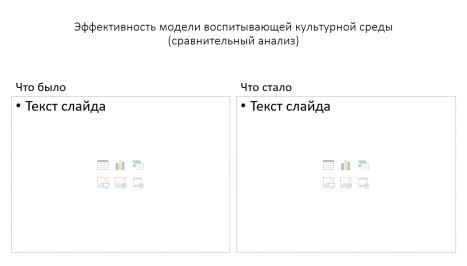 Эффективность модели воспитывающей культурной среды
(сравнительный анализ)
Что было
Что стало
• Текст слайда
• Текст слайда